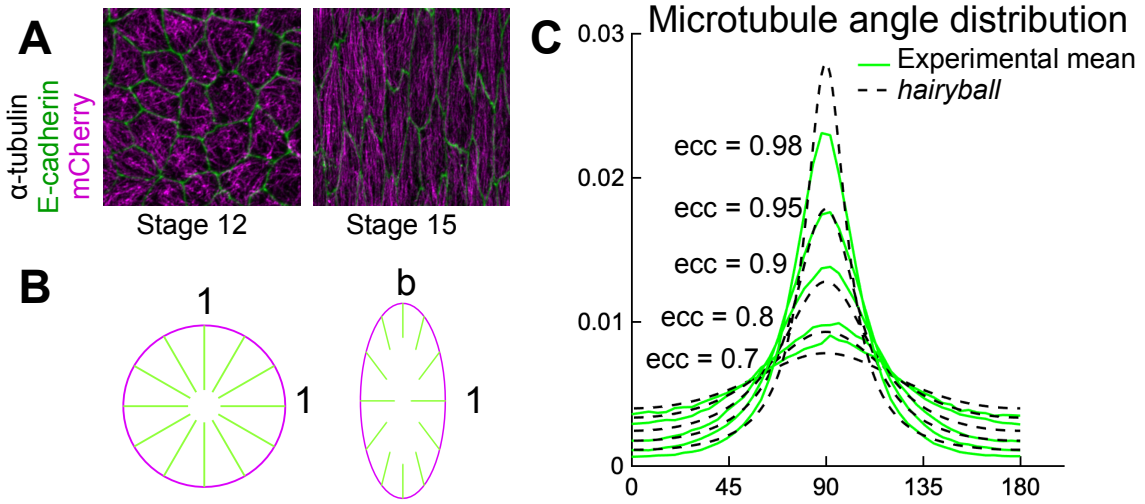 A
α-tubulin
E-cadherin
mCherry
Stage 12
Stage 15
B
1
1
b
1
C
Microtubule angle distribution
Experimental mean
hairyball
0.03
0.02
0.01
0
ecc = 0.98
ecc = 0.95
ecc = 0.9
ecc = 0.8
ecc = 0.7
0
45
90
135
180